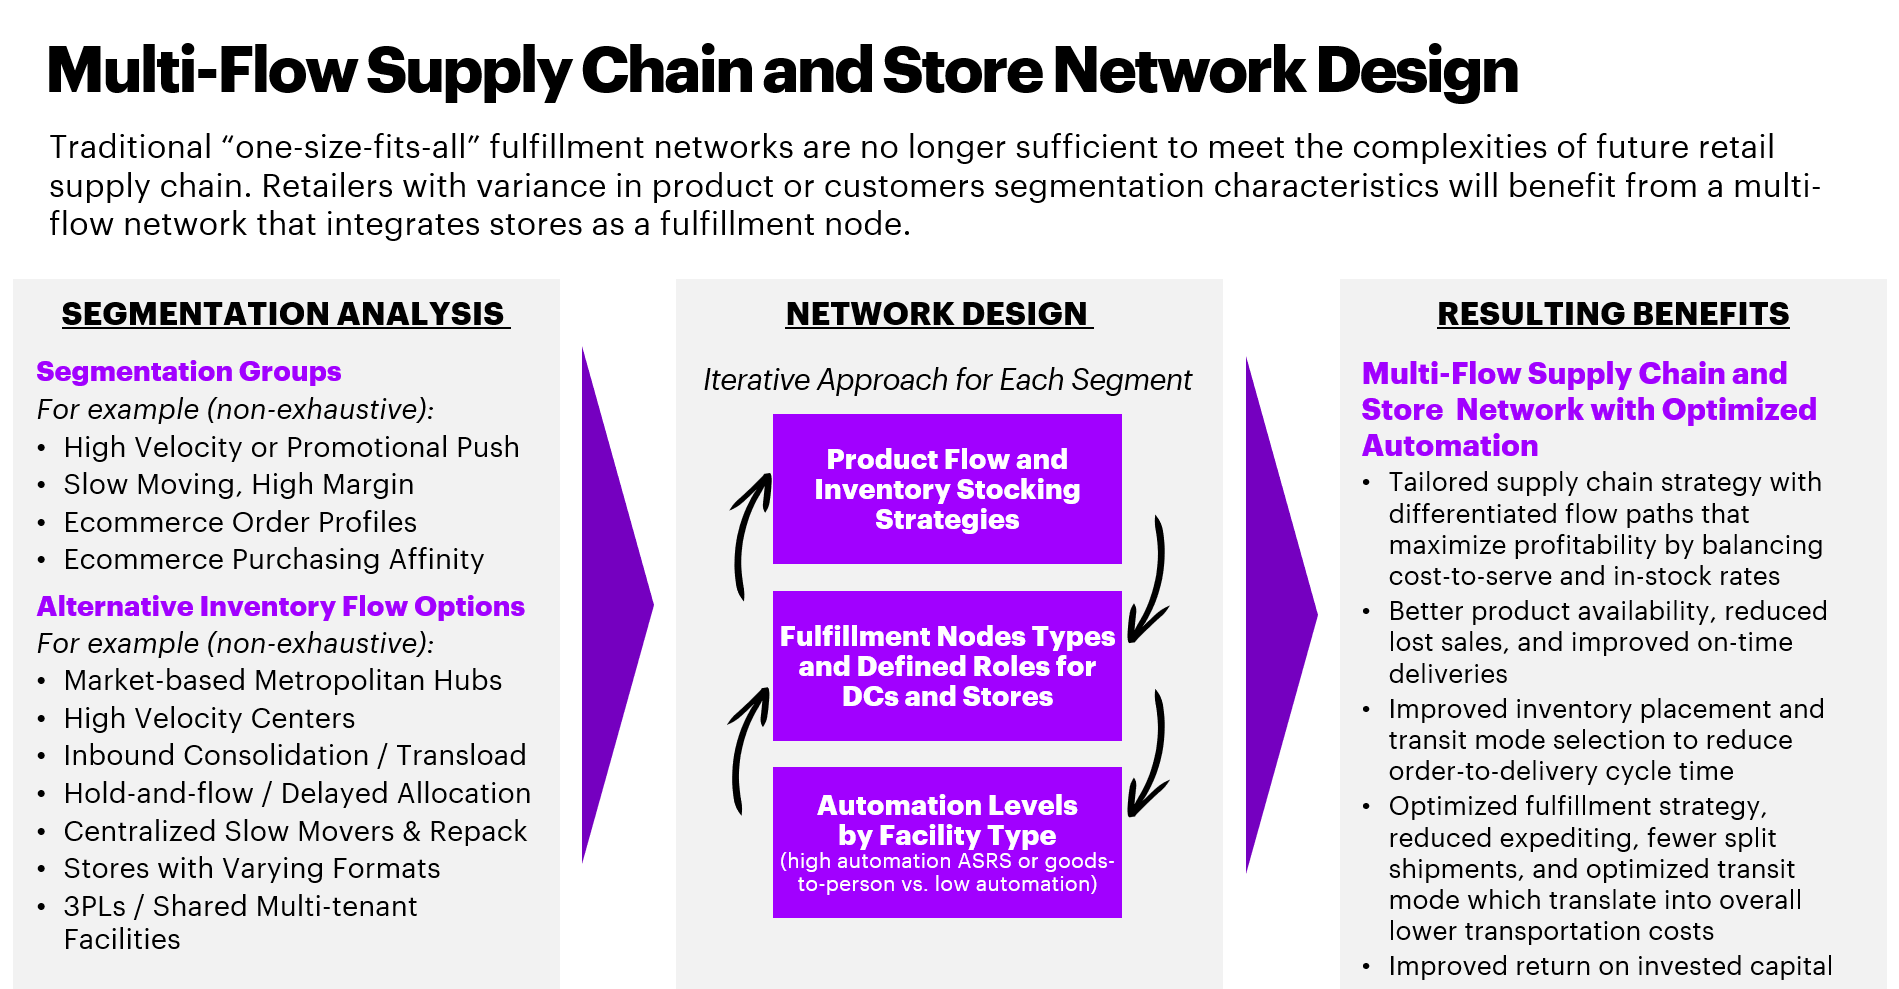 Multi-Flow Supply Chain and Store Network Design
Traditional “one-size-fits-all” fulfillment networks are no longer sufficient to meet the complexities of future retail
supply chain. Retailers with variance in product or customers segmentation characteristics will benefit from a multi-
flow network that integrates stores as a fulfillment node.
SEGMENTATION ANALYSIS
Segmentation Groups
For example (non-exhaustive):
• High Velocity or Promotional Push
• Slow Moving, High Margin
• Ecommerce Order Profiles
• Ecommerce Purchasing Affinity
Alternative Inventory Flow Options
For example (non-exhaustive):
• Market-based Metropolitan Hubs
• High Velocity Centers
• Inbound Consolidation / Transload
• Hold-and-flow / Delayed Allocation
• Centralized Slow Movers & Repack
• Stores with Varying Formats
• 3PLs / Shared Multi-tenant
Facilities
NETWORK DESIGN
Iterative Approach for Each Segment
Product Flow and
Inventory Stocking
Strategies
Fulfillment Nodes Types
and Defined Roles for
DCs and Stores
Automation Levels
by Facility Type
(high automation ASRS or goods-
to-person vs. low automation)
RESULTING BENEFITS
Multi-Flow Supply Chain and
Store Network with Optimized
Automation
• Tailored supply chain strategy with
differentiated flow paths that
maximize profitability by balancing
cost-to-serve and in-stock rates
• Better product availability, reduced
lost sales, and improved on-time
deliveries
• Improved inventory placement and
transit mode selection to reduce
order-to-delivery cycle time
• Optimized fulfillment strategy,
reduced expediting, fewer split
shipments, and optimized transit
mode which translate into overall
lower transportation costs
• Improved return on invested capital